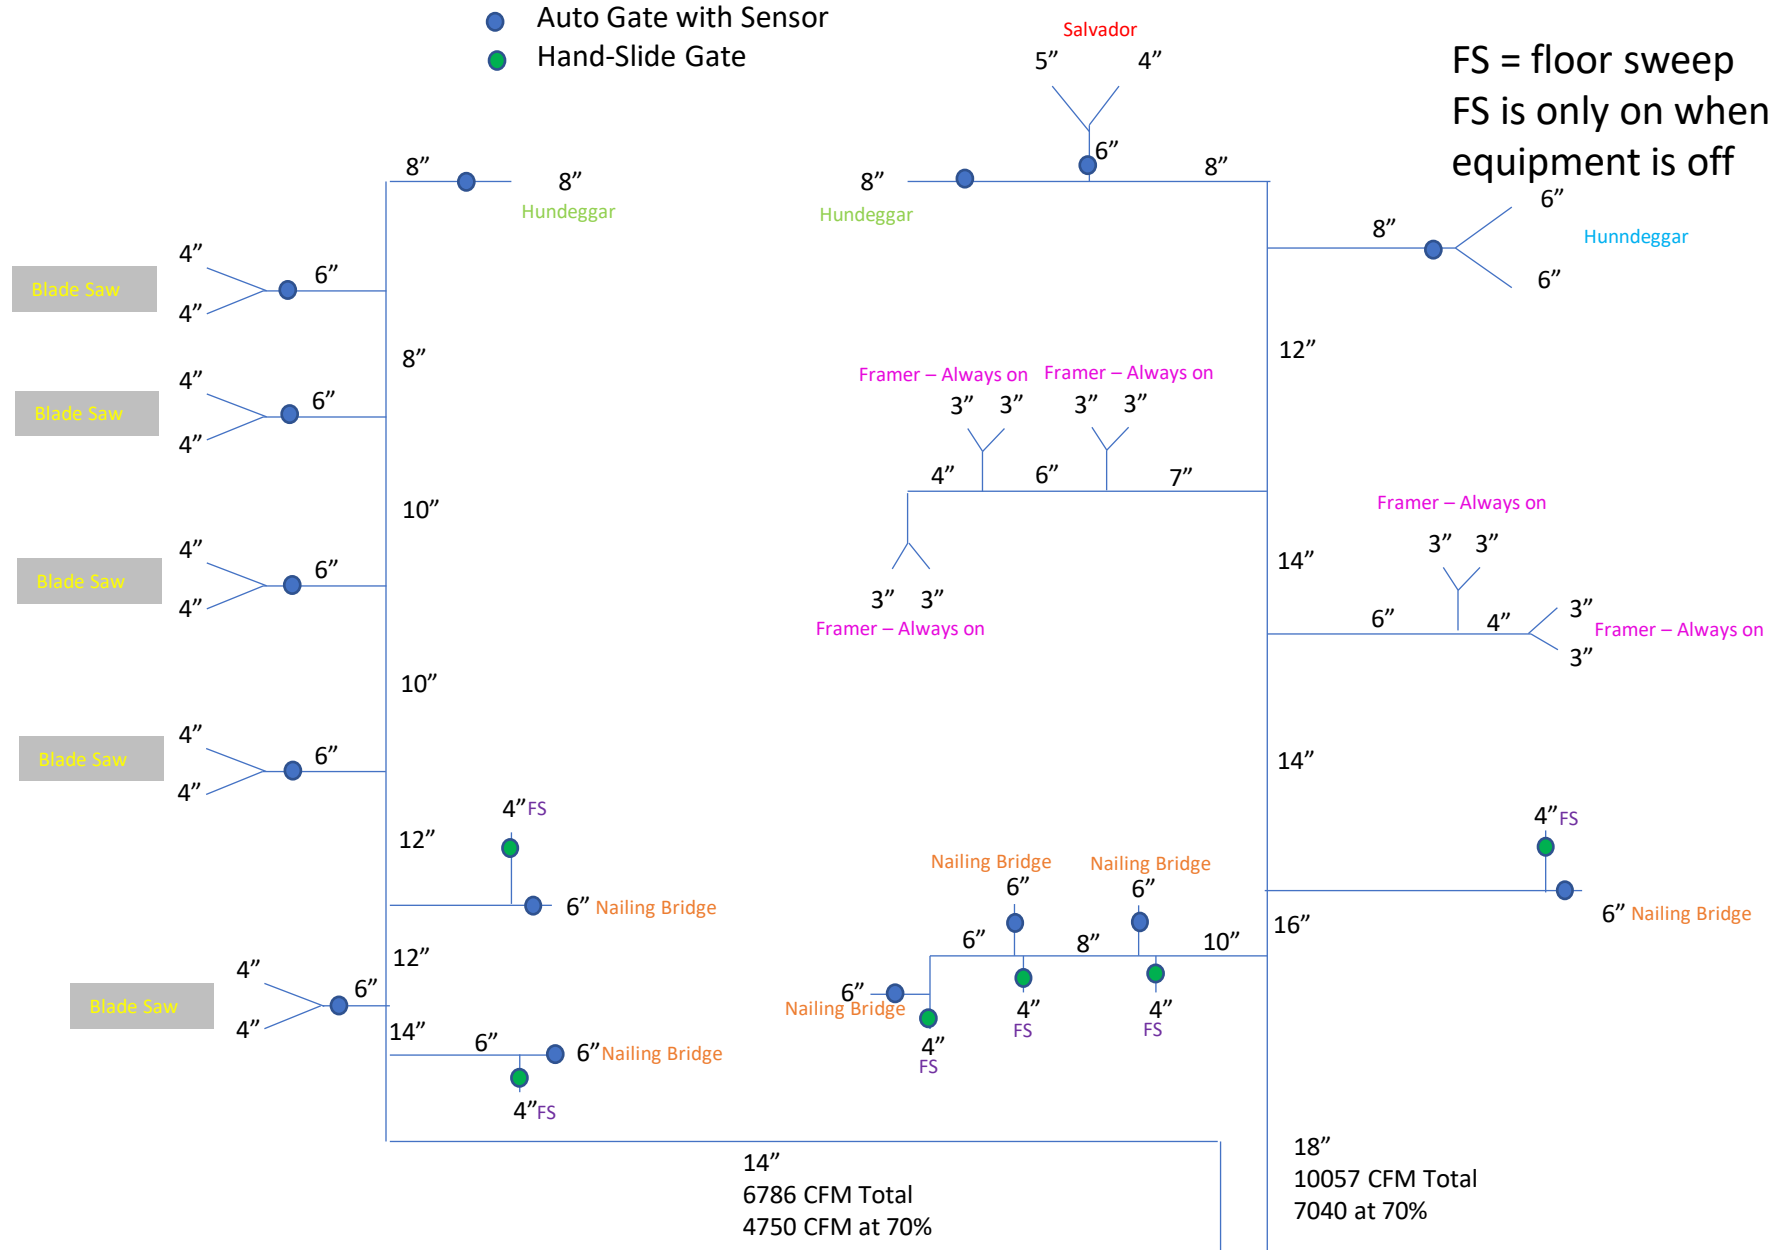 Auto Gate with Sensor
Hand-Slide Gate
Salvador
5” 4”
FS = floor sweep
FS is only on when
equipment is off
8” 8”
Hundeggar
8” 6” 8”
Hundeggar
6”
8”
Hunndeggar
6”
4”
6”
Blade Saw
4”
8”
12”
4”
6”
Blade Saw
4”
Framer – Always on Framer – Always on
3” 3” 3” 3”
4” 6” 7”
10”
3” 3”
Framer – Always on
14”
Framer – Always on
3” 3”
6” 4” 3”
Framer – Always on
3”
4”
6”
Blade Saw
4”
10”
14”
4”
6”
Blade Saw
4”
4” FS
12”
6” Nailing Bridge
Nailing Bridge Nailing Bridge
6” 6”
6” 8” 10”
16”
4” FS
6” Nailing Bridge
12”
4”
6”
Blade Saw
4”
6”
Nailing Bridge
4” 4” 4”
FS FS FS
14” 6” 6” Nailing Bridge
4” FS
14”
6786 CFM Total
4750 CFM at 70%
18”
10057 CFM Total
7040 at 70%